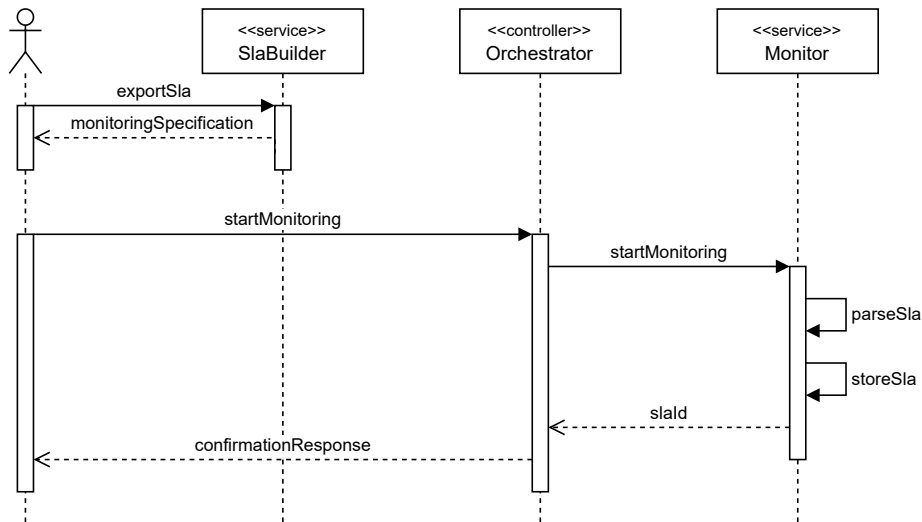 <<service>>
SlaBuilder
<<controller>>
Orchestrator
<<service>>
Monitor
exportSla
monitoringSpecification
startMonitoring
startMonitoring
parseSla
storeSla
slaId
confirmationResponse